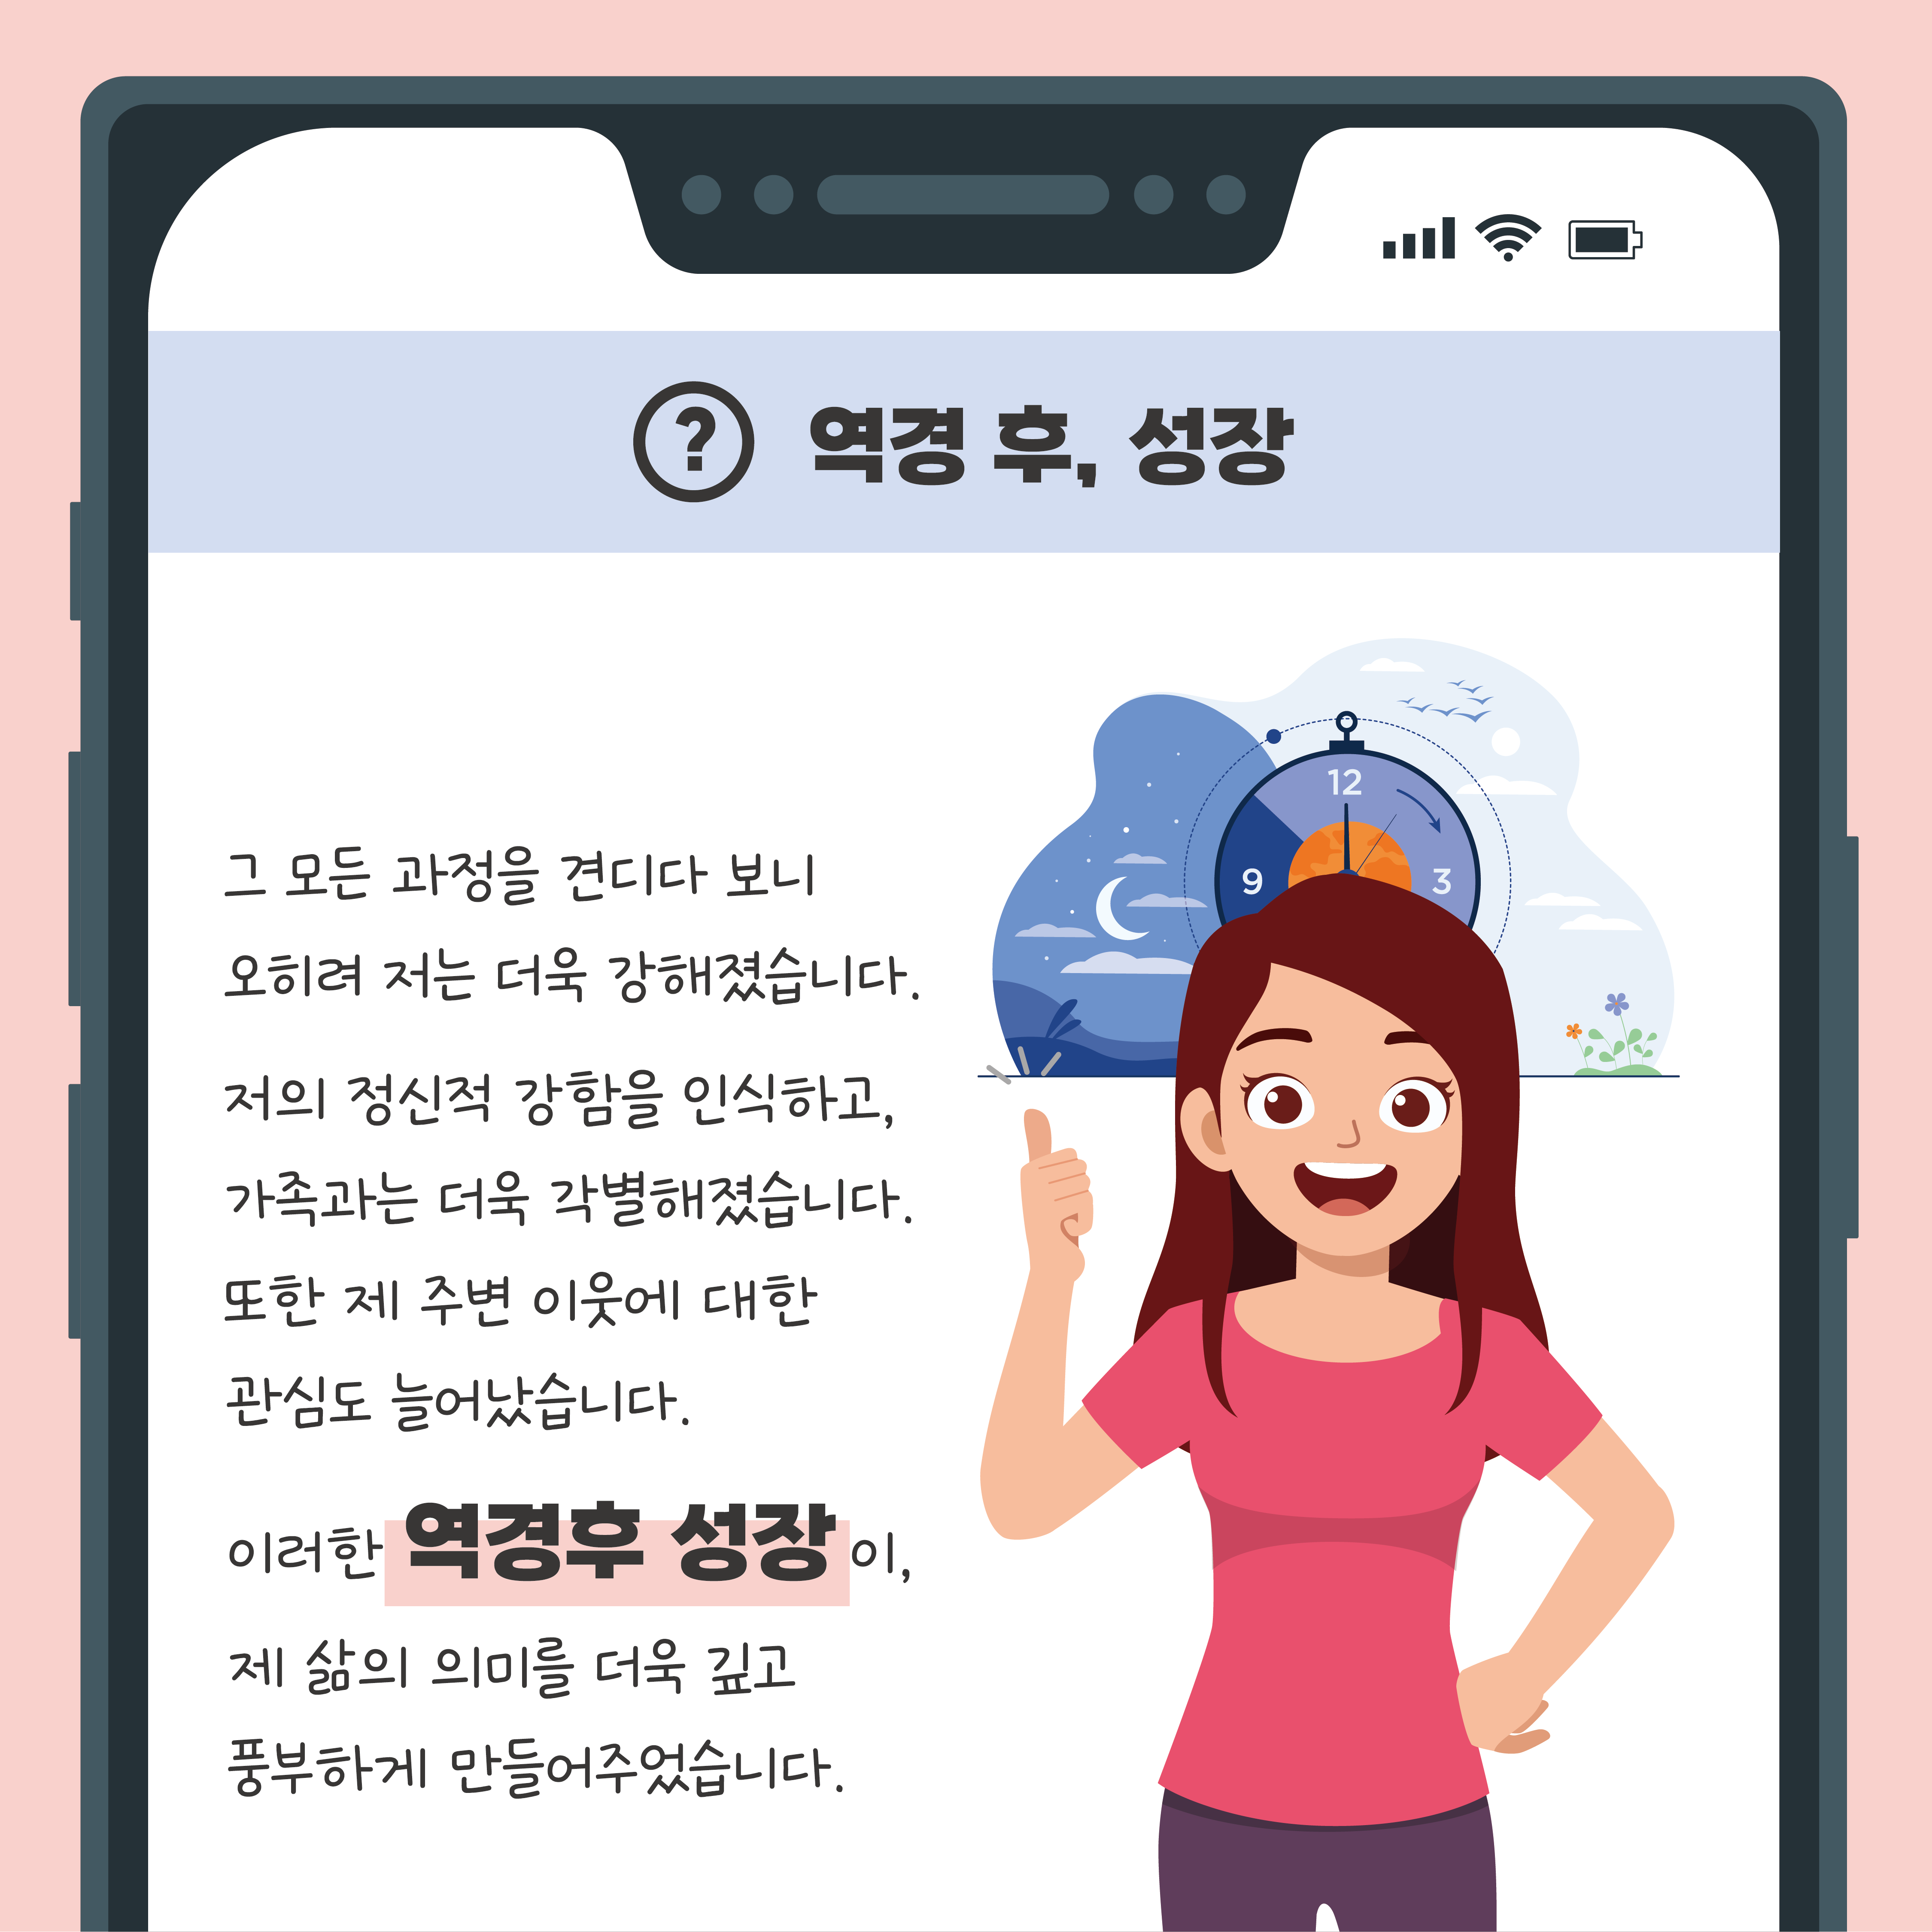 ? 역경 후, 성장
12
9 3
그 모든 과정을 견디다 보니
오히려 저는 더욱 강해졌습니다.
저의 정신적 강함을 인식하고,
가족과는 더욱 각별해졌습니다.
또한 제 주변 이웃에 대한
관심도 늘어났습니다.
이러한 역경후 성장이,
제 삶의 의미를 더욱 깊고
풍부하게 만들어주었습니다.